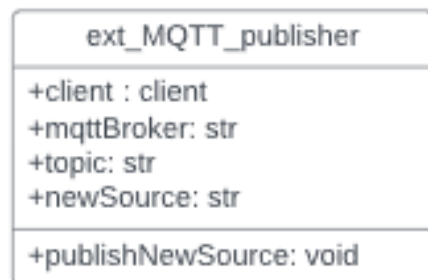 ext_MQTT_publisher
+client : client
+mqttBroker: str
+topic: str
+newSource: str
+publishNewSource: void